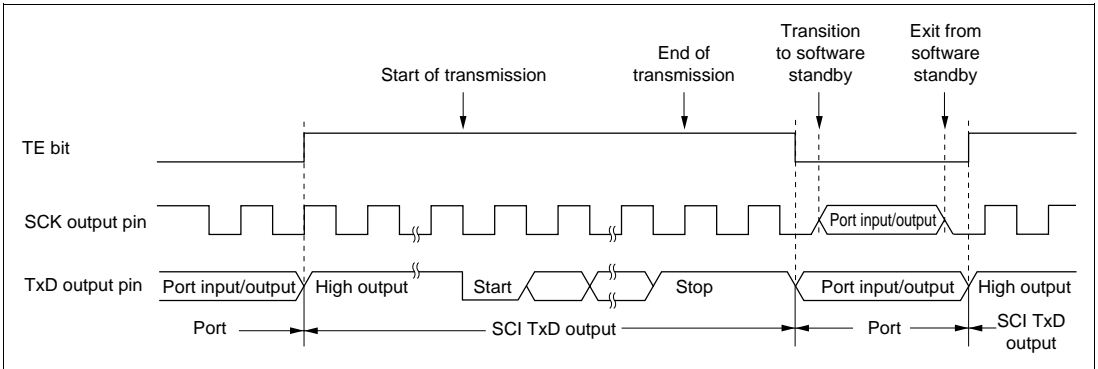 Transition
to software
standby
Exit from
software
standby
End of
transmission
Start of transmission
TE bit
SCK output pin
Port input/output
TxD output pin
Port input/output
High output
Start
Stop
Port input/output
High output
Port
SCI TxD output
Port
SCI TxD
output